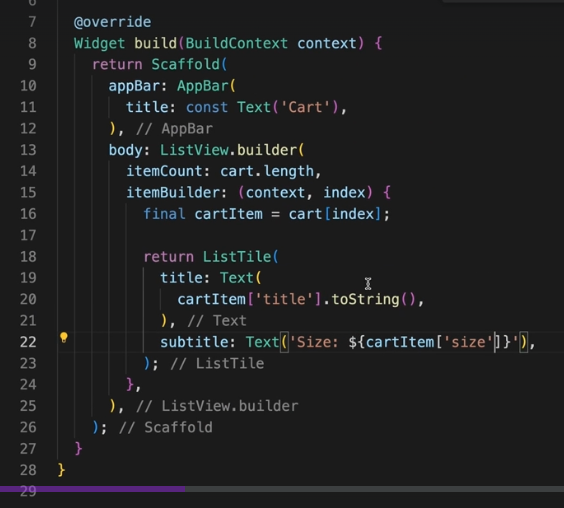 6
7 @override
8 Widget build(BuildContext context) {
9 return Scaffold(
10 appBar: AppBar(
11 title: const Text('Cart'),
12 ), // AppBar
13 body: ListView.builder(
14 itemCount: cart.length,
15 itemBuilder: (context, index) {
16 final cartItem = cart[index];
17
18 return ListTile(
19 title: Text(
20 cartItem['title'].toString(),
21 ), // Text
22 subtitle: Text('Size: ${cartItem['size']}'),
23 ); // ListTile
24 },
25 ), // ListView.builder
26 ); // Scaffold
27 }
28 }
29